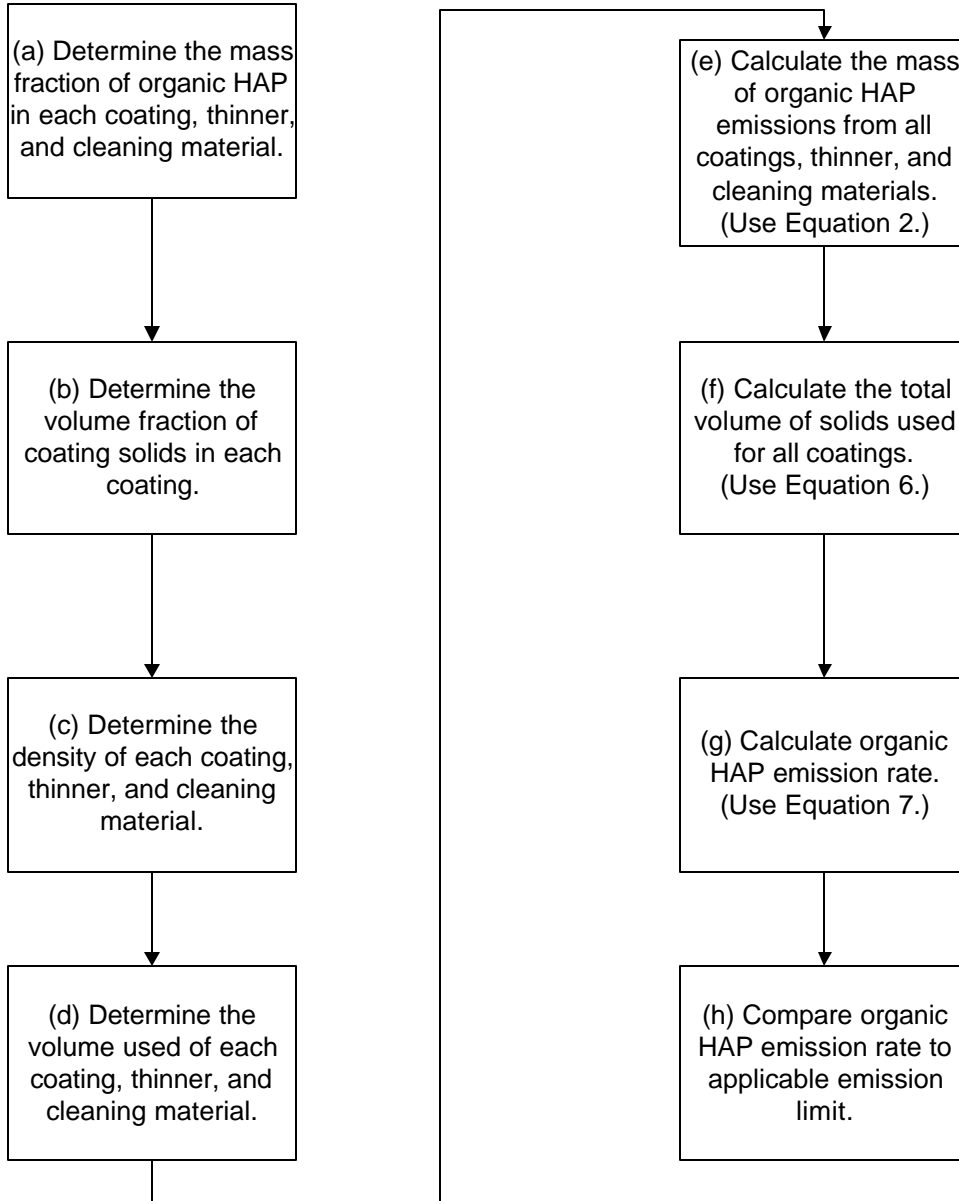 (a) Determine the mass
fraction of organic HAP
in each coating, thinner,
and cleaning material.
(b) Determine the
volume fraction of
coating solids in each
coating.
(c) Determine the
density of each coating,
thinner, and cleaning
material.
(d) Determine the
volume used of each
coating, thinner, and
cleaning material.
(e) Calculate the mass
of organic HAP
emissions from all
coatings, thinner, and
cleaning materials.
(Use Equation 2.)
(f) Calculate the total
volume of solids used
for all coatings.
(Use Equation 6.)
(g) Calculate organic
HAP emission rate.
(Use Equation 7.)
(h) Compare organic
HAP emission rate to
applicable emission
limit.